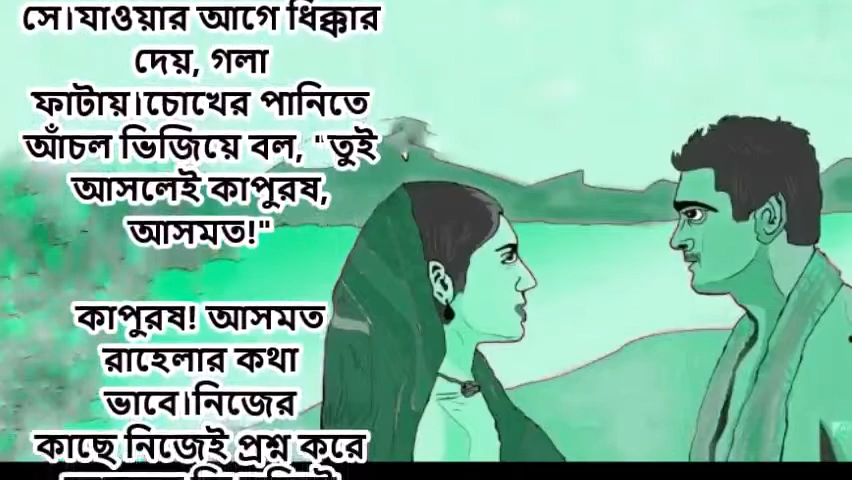 সে।যাওয়ার আগে ধিক্কার
দেয়, গলা
ফাটায়।চোখের পানিতে
আঁচল ভিজিয়ে বল, "তুই
আসলেই কাপুরষ,
আসমত!"
কাপুরষ! আসমত
রাহেলার কথা
ভাবে।নিজের
কাছে নিজেই প্রশ্ন করে